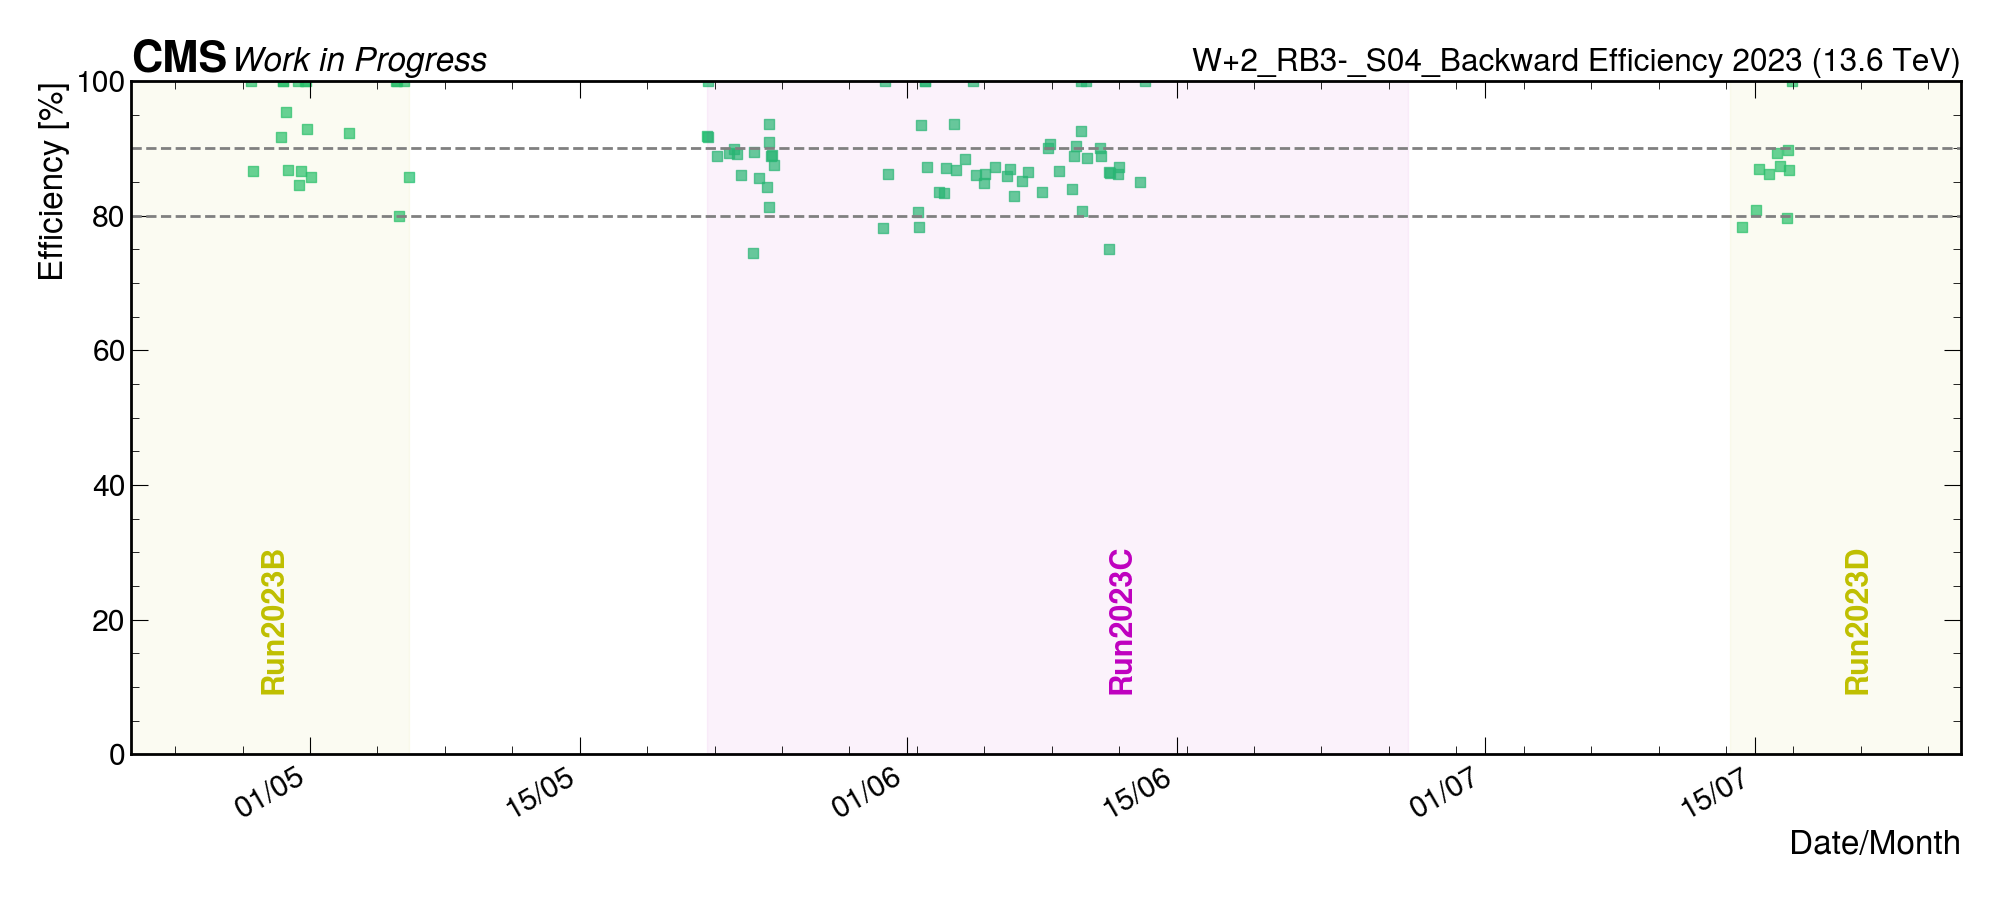 CMS Work in Progress
W+2_RB3-_S04_Backward Efficiency 2023 (13.6 TeV)
Efficiency [%]
100
80
60
40
20
0
Run2023B
Run2023C
Run2023D
01/05
15/05
01/06
15/06
01/07
15/07
Date/Month